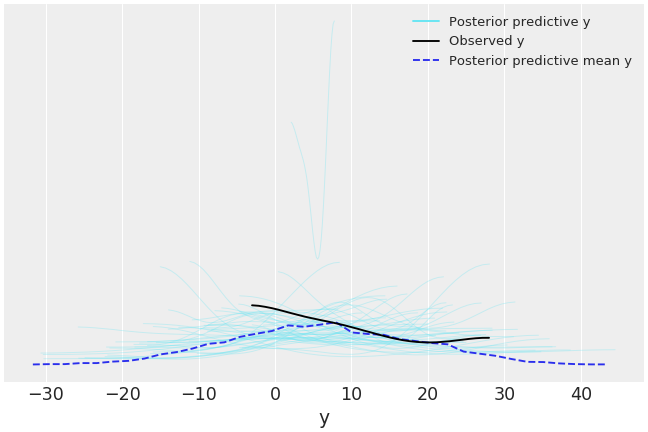 Posterior predictive y
Observed y
Posterior predictive mean y
−30 −20 −10 0 10 20 30 40
y